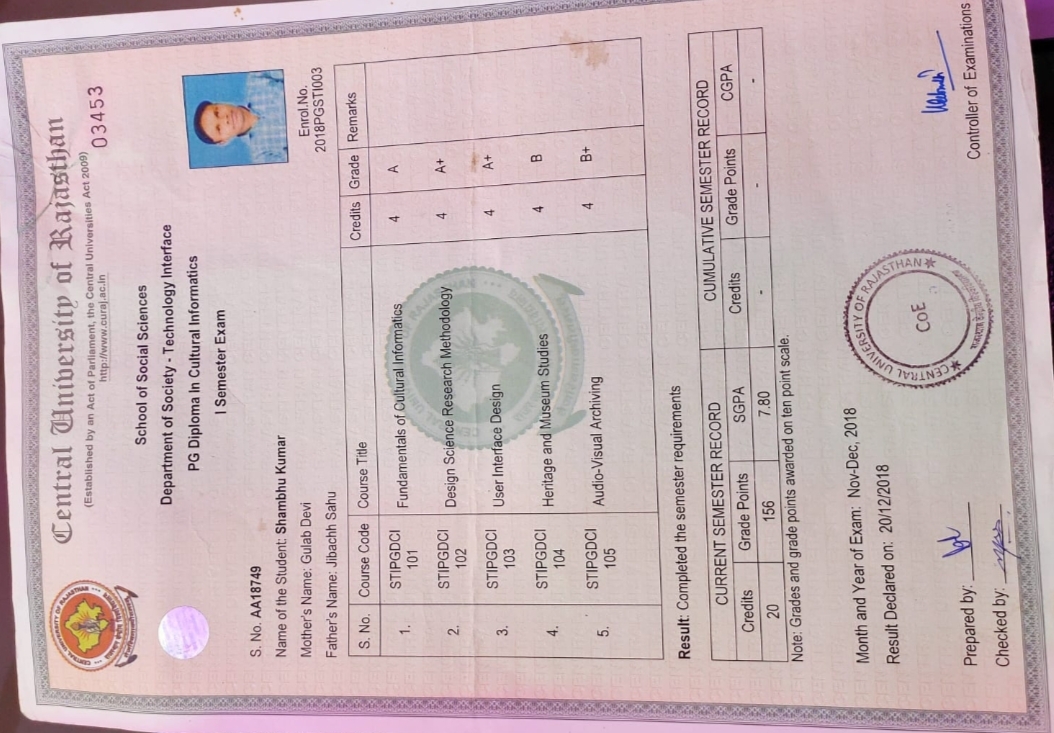 Central University of Rajasthan
(Established by an Act of Parliament, the Central Universities Act 2009)
http://www.curaj.ac.in
03453
School of Social Sciences
Department of Society - Technology Interface
PG Diploma In Cultural Informatics
I Semester Exam
S. No. AA18749
Name of the Student: Shambhu Kumar
Mother's Name: Gulab Devi
Father's Name: Jibachh Sahu
Enrol.No.
2018PGSTI003
S. No. Course Code Course Title Credits Grade Remarks
1. STIPGDCI 101 Fundamentals of Cultural Informatics 4 A
2. STIPGDCI 102 Design Science Research Methodology 4 A+
3. STIPGDCI 103 User Interface Design 4 A+
4. STIPGDCI 104 Heritage and Museum Studies 4 B
5. STIPGDCI 105 Audio-Visual Archiving 4 B+
Result: Completed the semester requirements
CURRENT SEMESTER RECORD CUMULATIVE SEMESTER RECORD
Credits Grade Points SGPA Credits Grade Points CGPA
20 156 7.80 - - -
Note: Grades and grade points awarded on ten point scale.
Month and Year of Exam: Nov-Dec, 2018
Result Declared on: 20/12/2018
CENTRAL UNIVERSITY OF RAJASTHAN
COE
Prepared by:
Checked by:
Controller of Examinations